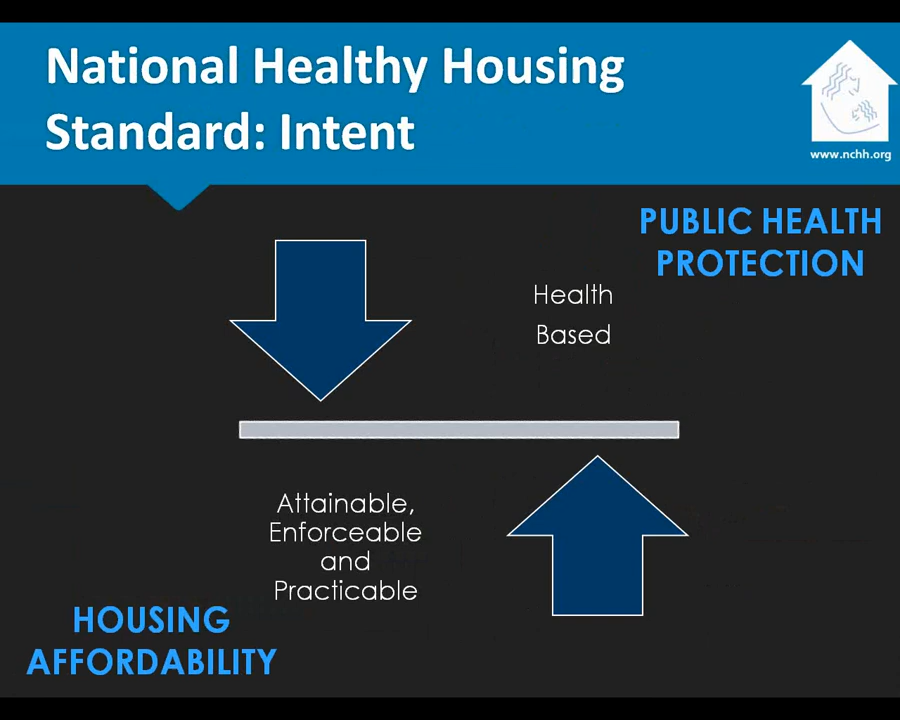 National Healthy Housing
Standard: Intent
www.nchh.org
PUBLIC HEALTH
PROTECTION
Health
Based
Attainable,
Enforceable
and
Practicable
HOUSING
AFFORDABILITY